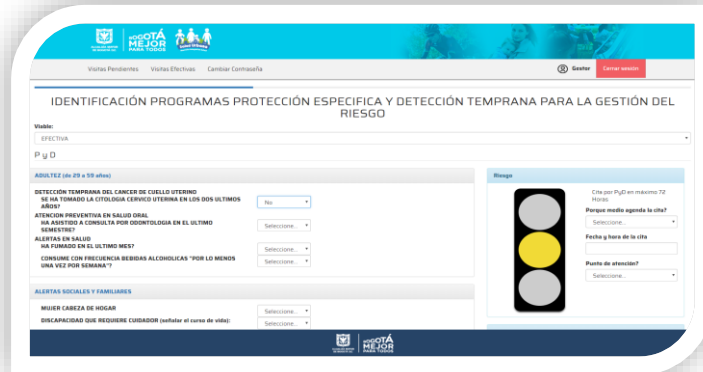 BOGOTÁ
MEJOR
PARA TODOS
Visitas Pendientes Visitas Efectivas Cambiar Contraseña
Gestor Cerrar sesión
IDENTIFICACIÓN PROGRAMAS PROTECCIÓN ESPECIFICA Y DETECCIÓN TEMPRANA PARA LA GESTIÓN DEL
RIESGO
Viable:
EFECTIVA
P y D
ADULTEZ (de 29 a 59 años)
DETECCIÓN TEMPRANA DEL CANCER DE CUELLO UTERINO
SE HA TOMADO LA CITOLOGIA CERVICO UTERINA EN LOS DOS ULTIMOS
AÑOS?
No
ATENCION PREVENTIVA EN SALUD ORAL
HA ASISTIDO A CONSULTA POR ODONTOLOGIA EN EL ULTIMO
SEMESTRE?
Seleccione...
ALERTAS EN SALUD
HA FUMADO EN EL ULTIMO MES?
Seleccione...
CONSUME CON FRECUENCIA BEBIDAS ALCOHOLICAS "POR LO MENOS
UNA VEZ POR SEMANA"?
Seleccione...
ALERTAS SOCIALES Y FAMILIARES
MUJER CABEZA DE HOGAR
Seleccione...
DISCAPACIDAD QUE REQUIERE CUIDADOR (señalar el curso de vida):
Seleccione...
Riesgo
Cita por PyD en máximo 72
Horas
Porque medio agenda la cita?
Seleccione...
Fecha y hora de la cita
Punto de atención?
Seleccione...
BOGOTÁ
MEJOR
PARA TODOS